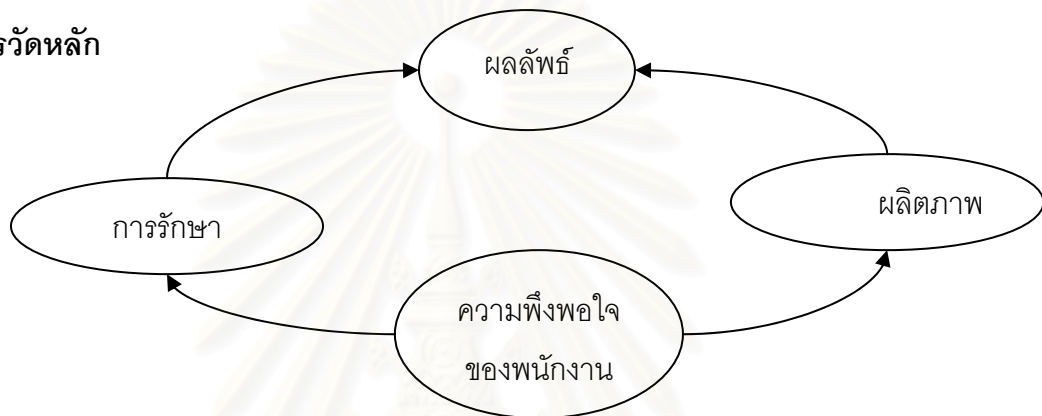 รวัดหลัก
ผลลัพธ์
การรักษา
ผลิตภาพ
ความพึงพอใจ
ของพนักงาน